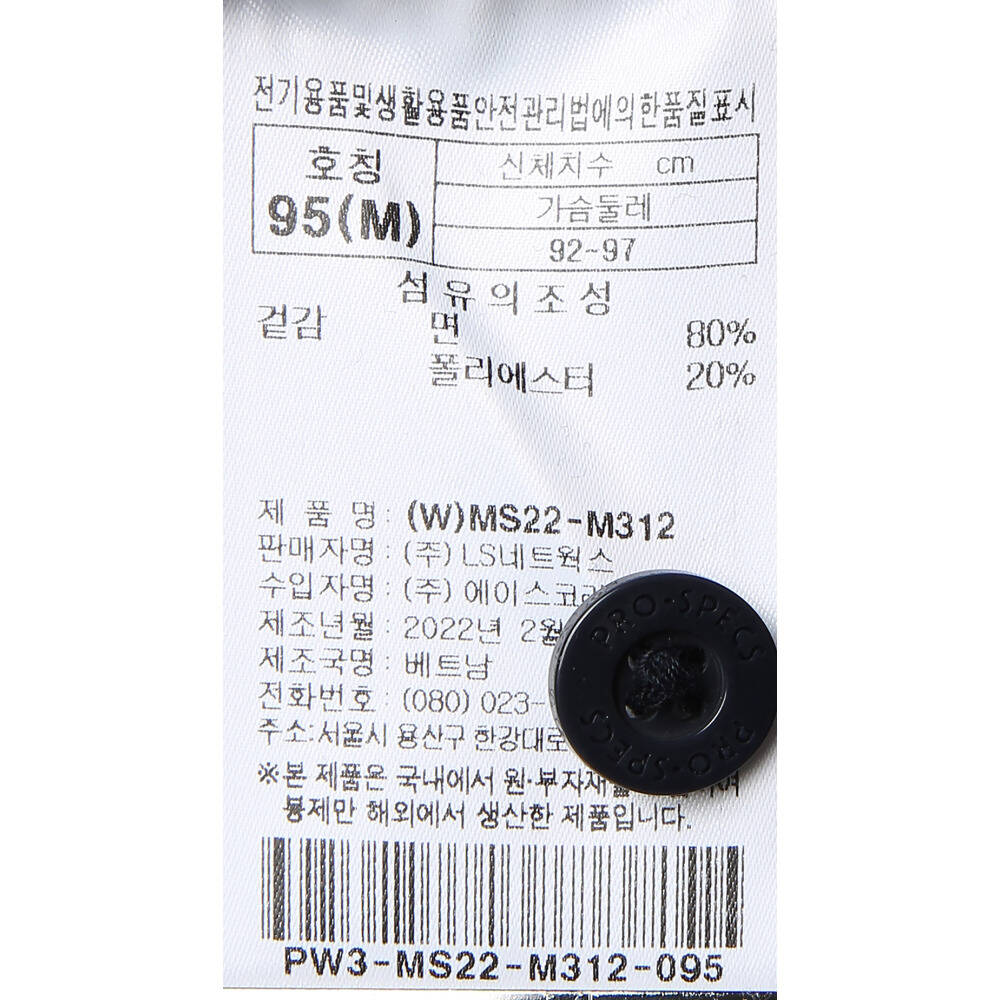 전기용품및생활용품안전관리법에의한품질표시
호칭
95(M)
신체치수 cm
가슴둘레
92-97
섬유의조성
겉감 면 80%
폴리에스터 20%
제 품 명 : (W)MS22-M312
판매자명 : (주) LS네트웍스
수입자명 : (주) 에이스코
제조년월 : 2022년 2월
제조국명 : 베트남
전화번호 : (080) 023-
주소:서울시 용산구 한강대로
※본 제품은 국내에서 원·부자재를
봉제만 해외에서 생산한 제품입니다.
PW3-MS22-M312-095
PRO-SPECS
PRO-SPECS